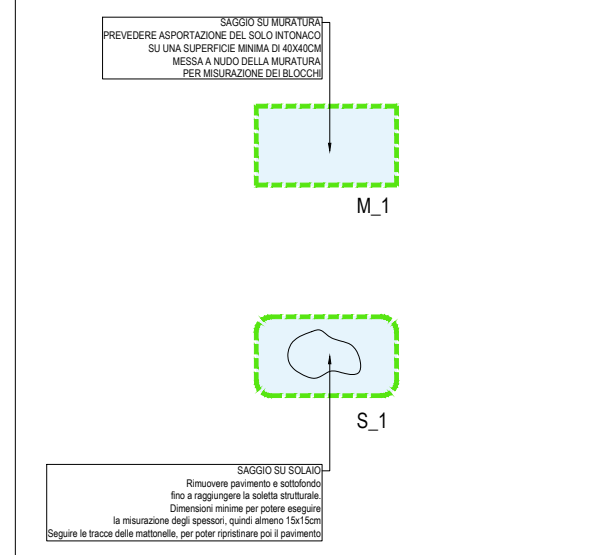 SAGGIO SU MURATURA
PREVEDERE ASPORTAZIONE DEL SOLO INTONACO
SU UNA SUPERFICIE MINIMA DI 40X40CM
MESSA A NUDO DELLA MURATURA
PER MISURAZIONE DEI BLOCCHI
M_1
S_1
SAGGIO SU SOLAIO
Rimuovere pavimento e sottofondo
fino a raggiungere la soletta strutturale.
Dimensioni minime per potere eseguire
la misurazione degli spessori, quindi almeno 15x15cm
Seguire le tracce delle mattonelle, per poter ripristinare poi il pavimento